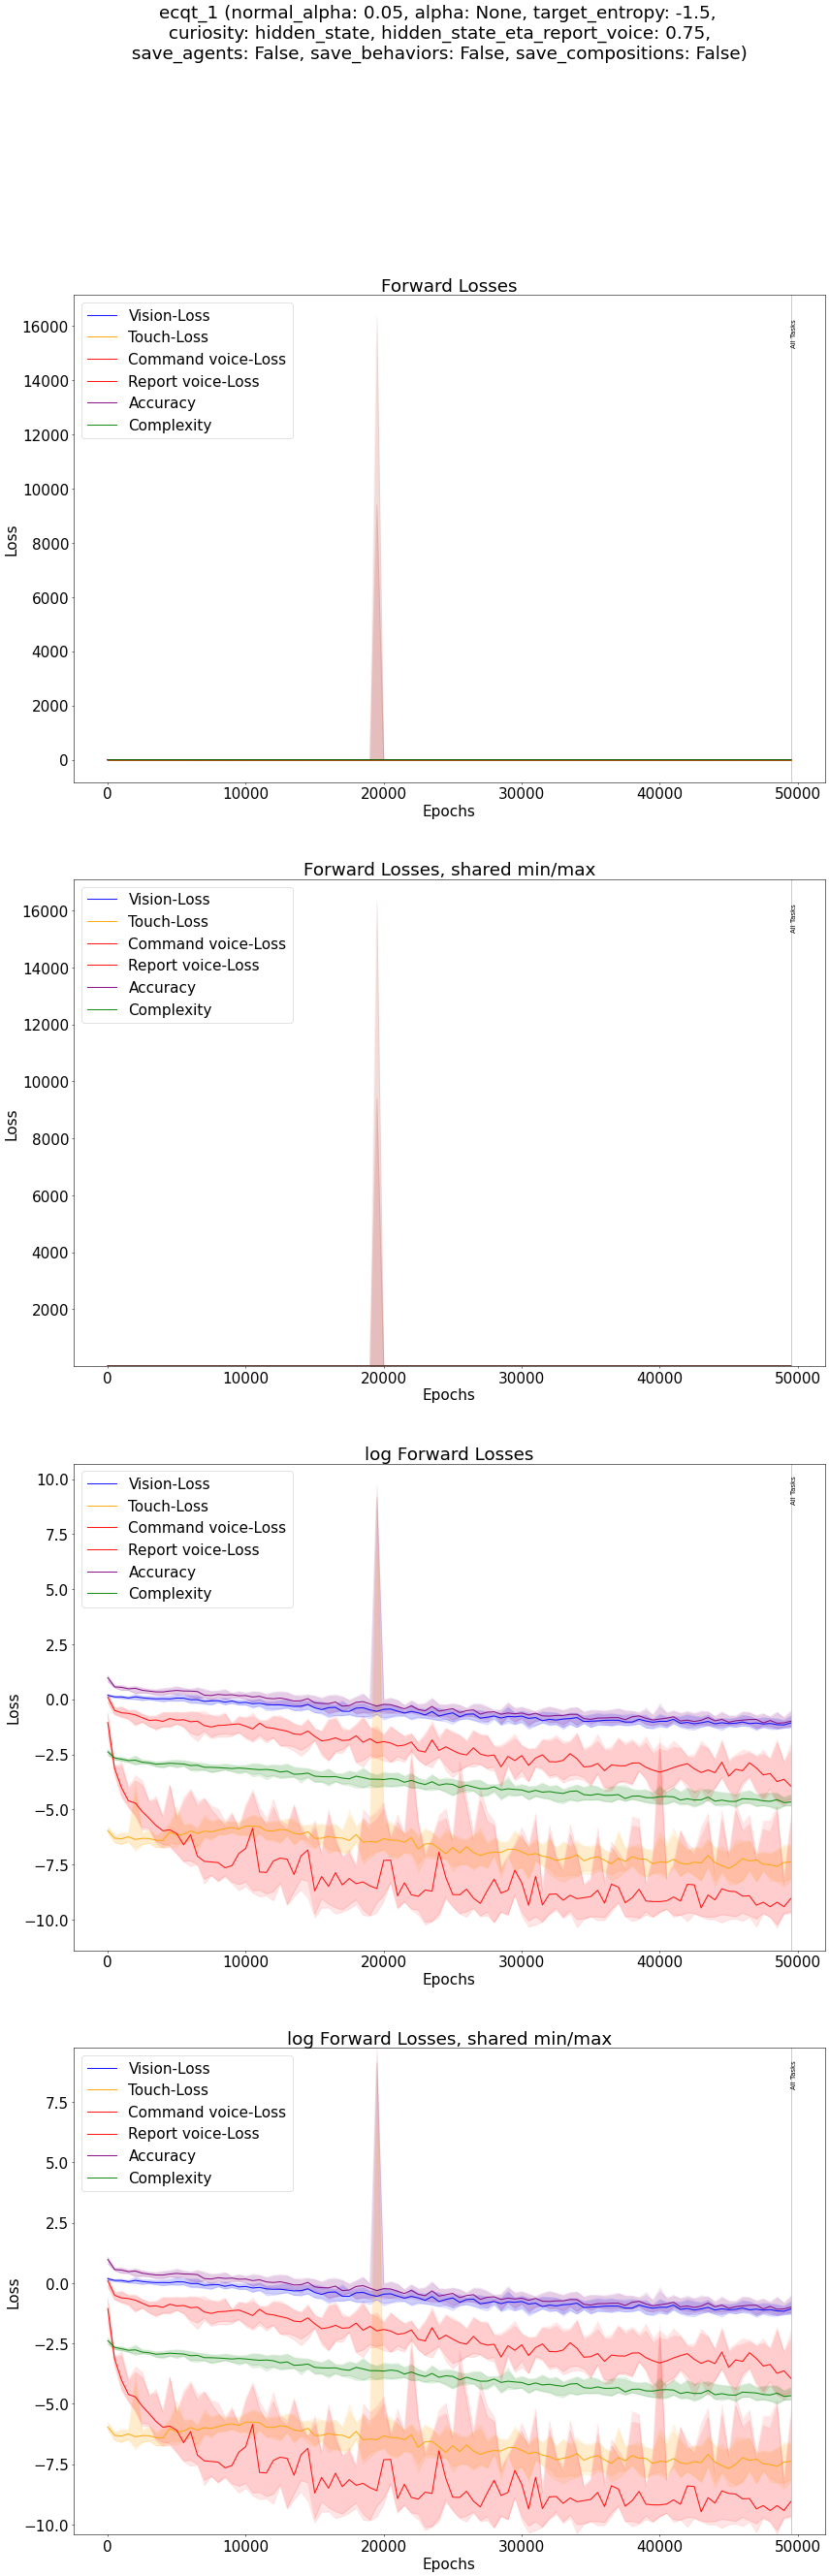 ecqt_1 (normal_alpha: 0.05, alpha: None, target_entropy: -1.5,
curiosity: hidden_state, hidden_state_eta_report_voice: 0.75,
save_agents: False, save_behaviors: False, save_compositions: False)
Forward Losses
Vision-Loss
Touch-Loss
Command voice-Loss
Report voice-Loss
Accuracy
Complexity
All Tasks
16000
14000
12000
10000
8000
6000
4000
2000
0
Loss
0 10000 20000 30000 40000 50000
Epochs
Forward Losses, shared min/max
Vision-Loss
Touch-Loss
Command voice-Loss
Report voice-Loss
Accuracy
Complexity
All Tasks
16000
14000
12000
10000
8000
6000
4000
2000
Loss
0 10000 20000 30000 40000 50000
Epochs
log Forward Losses
Vision-Loss
Touch-Loss
Command voice-Loss
Report voice-Loss
Accuracy
Complexity
All Tasks
10.0
7.5
5.0
2.5
0.0
−2.5
−5.0
−7.5
−10.0
Loss
0 10000 20000 30000 40000 50000
Epochs
log Forward Losses, shared min/max
Vision-Loss
Touch-Loss
Command voice-Loss
Report voice-Loss
Accuracy
Complexity
All Tasks
7.5
5.0
2.5
0.0
−2.5
−5.0
−7.5
−10.0
Loss
0 10000 20000 30000 40000 50000
Epochs